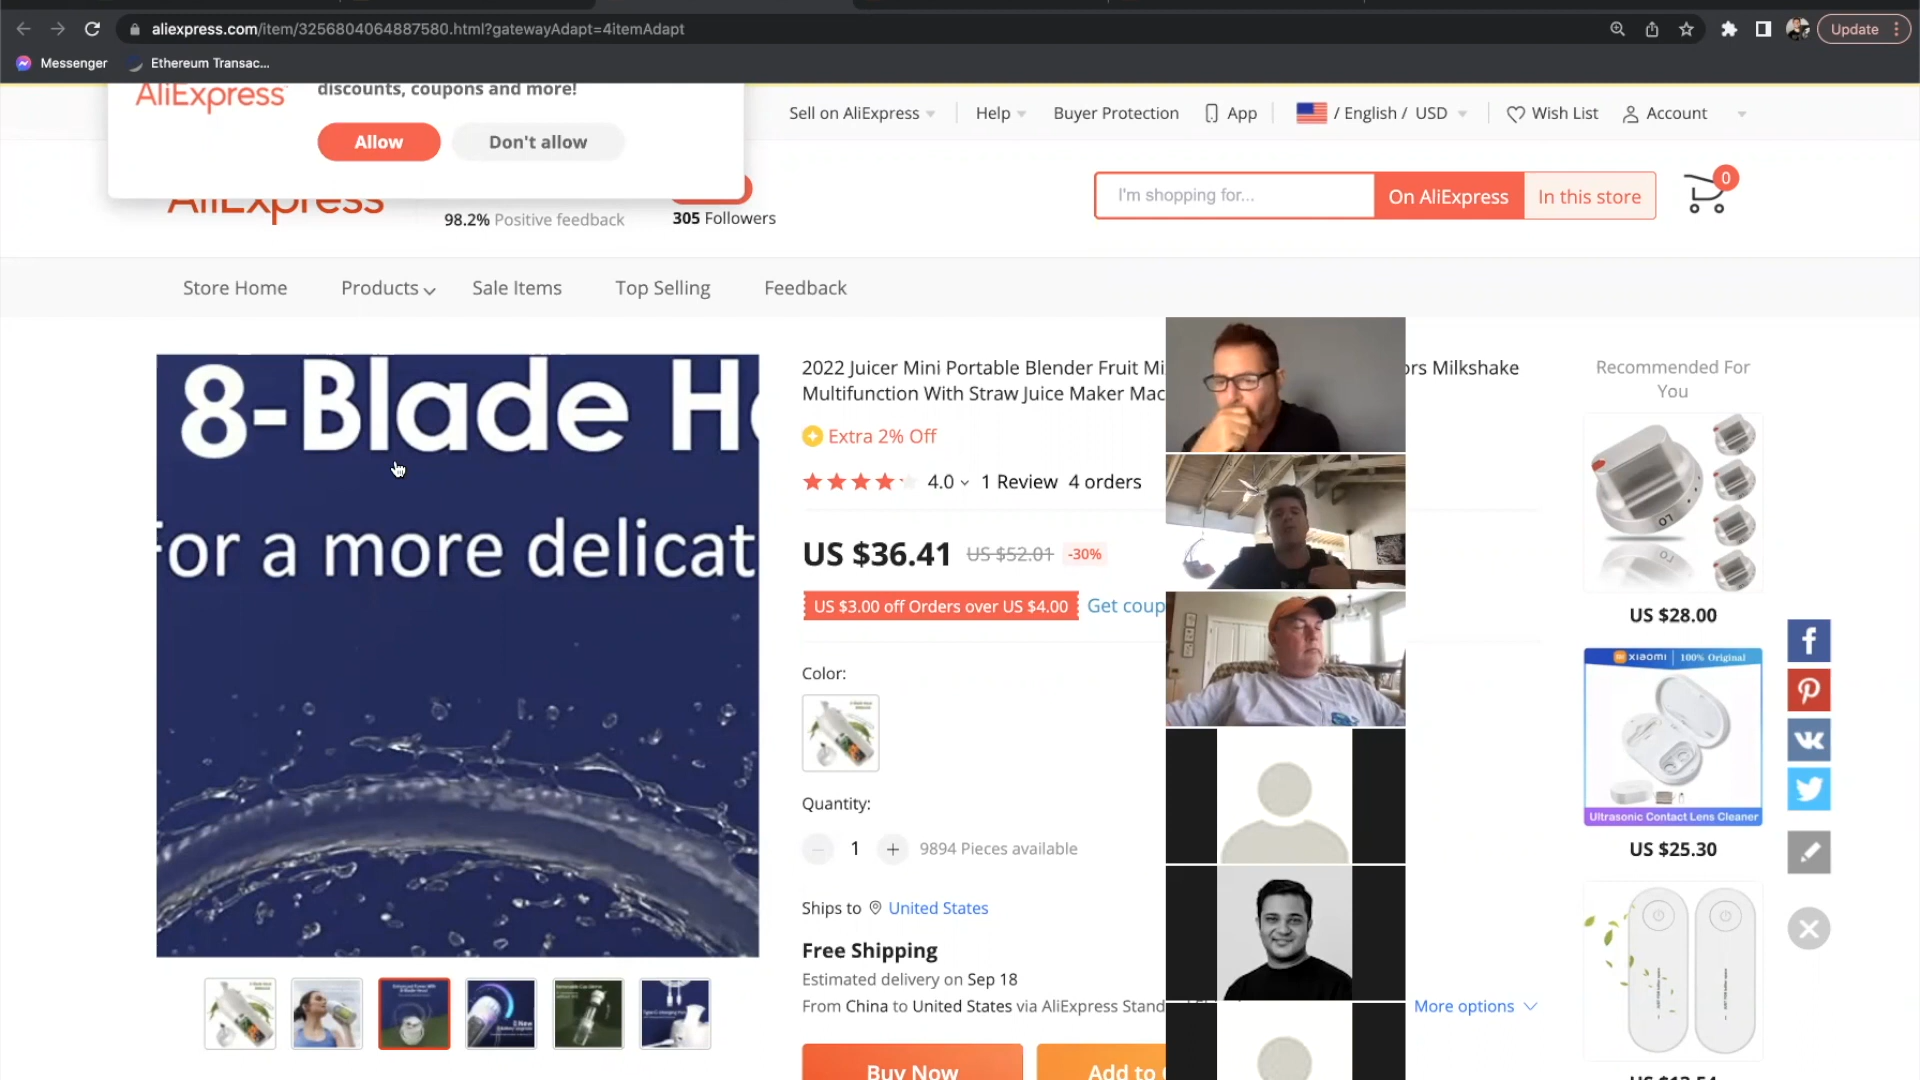 aliexpress.com/item/3256804064887580.html?gatewayAdapt=4itemAdapt
Update
Messenger
Ethereum Transac...
AliExpress
discounts, coupons and more!
Allow
Don't allow
Sell on AliExpress
Help
Buyer Protection
App
/ English / USD
Wish List
Account
AliExpress
98.2% Positive feedback
305 Followers
I'm shopping for...
On AliExpress
In this store
0
Store Home
Products
Sale Items
Top Selling
Feedback
8-Blade H
For a more delicat
2022 Juicer Mini Portable Blender Fruit Mi
ors Milkshake
Multifunction With Straw Juice Maker Mac
Extra 2% Off
4.0
1 Review
4 orders
US $36.41
US $52.01
-30%
US $3.00 off Orders over US $4.00
Get coup
Color:
Quantity:
1
9894 Pieces available
Ships to
United States
Free Shipping
Estimated delivery on Sep 18
From China to United States via AliExpress Stand
More options
Buy Now
Add to
Recommended For
You
LO
US $28.00
xiaomi
100% Original
Ultrasonic Contact Lens Cleaner
US $25.30